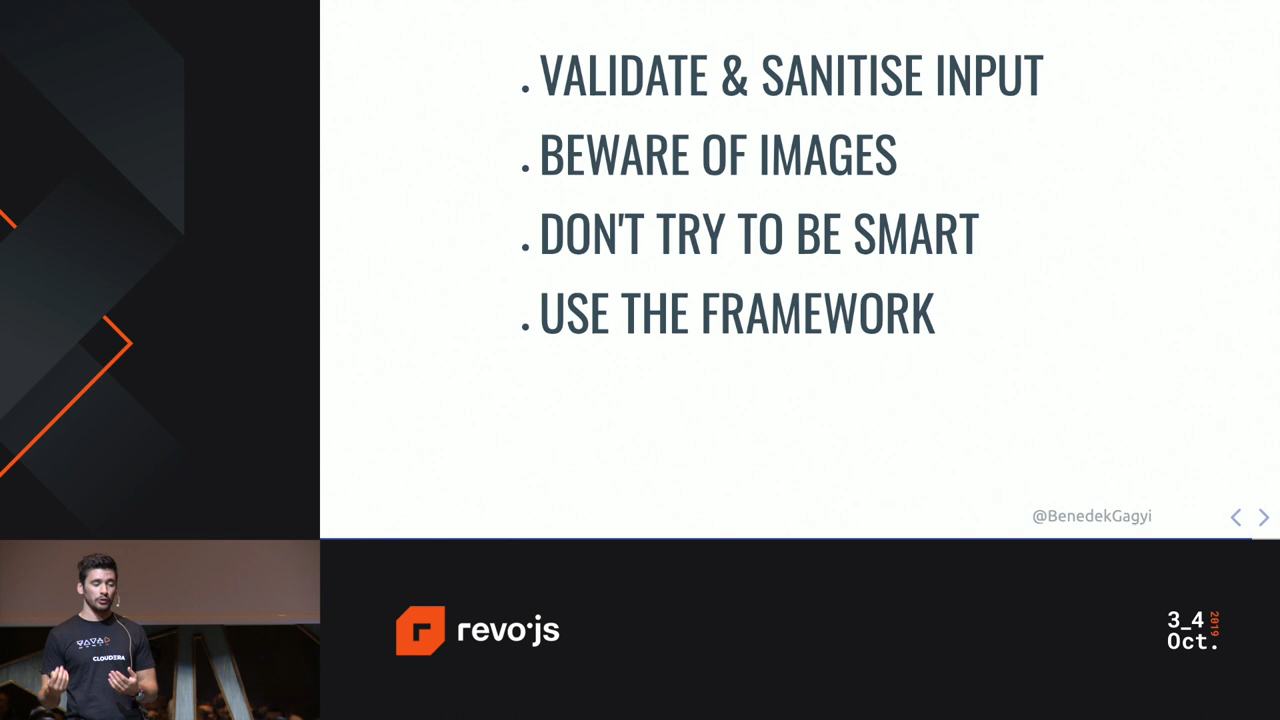 . VALIDATE & SANITISE INPUT
. BEWARE OF IMAGES
. DON'T TRY TO BE SMART
. USE THE FRAMEWORK
@BenedekGagyi
CLOUDERA
r revo·js
3_4
Oct.
2019